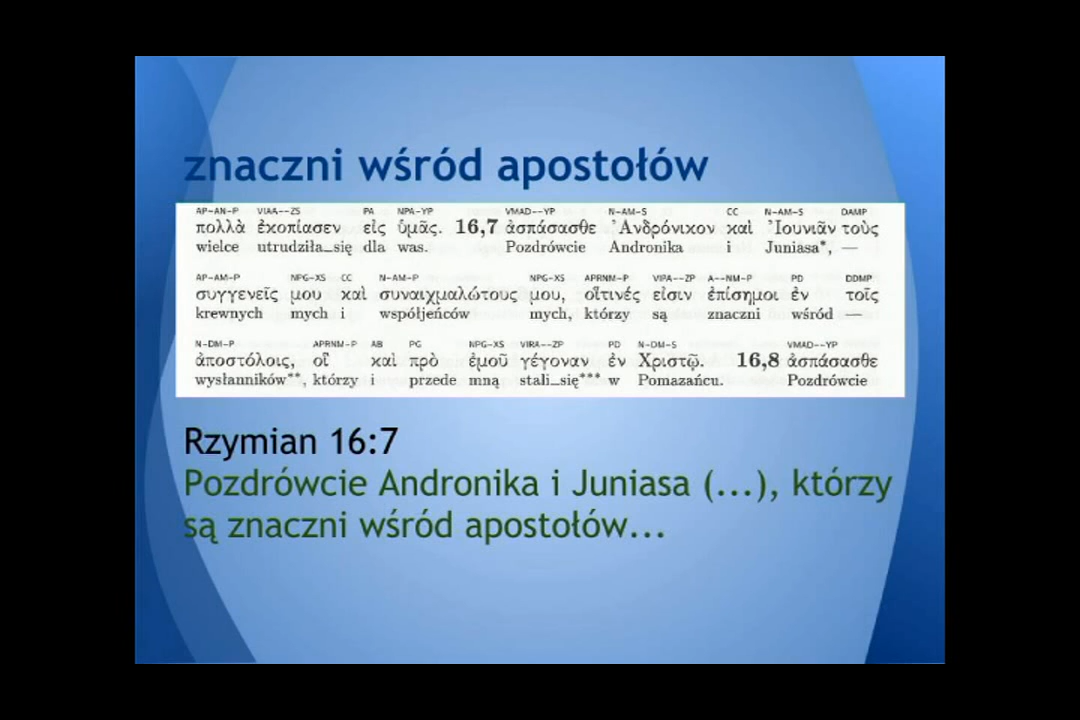 znaczni wśród apostołów
AP–AN–P VIAA––ZS PA NPA–YP VMAD––YP N–AM–S CC N–AM–S DAMP
πολλὰ ἐκοπίασεν εἰς ὑμᾶς. 16,7 ἀσπάσασθε Ἀνδρόνικον καὶ Ἰουνιᾶν τοὺς
wielce utrudziła_się dla was. Pozdrówcie Andronika i Juniasa*, —
AP–AM–P NPG–XS CC N–AM–P NPG–XS APRNM–P VIPA––ZP A––NM–P PD DDMP
συγγενεῖς μου καὶ συναιχμαλώτους μου, οἵτινές εἰσιν ἐπίσημοι ἐν τοῖς
krewnych mych i współjeńców mych, którzy są znaczni wśród —
N–DM–P APRNM–P AB PG NPG–XS VIRA––ZP PD N–DM–S VMAD––YP
ἀποστόλοις, οἳ καὶ πρὸ ἐμοῦ γέγοναν ἐν Χριστῷ. 16,8 ἀσπάσασθε
wysłanników**, którzy i przede mną stali_się*** w Pomazańcu. Pozdrówcie
Rzymian 16:7
Pozdrówcie Andronika i Juniasa (...), którzy
są znaczni wśród apostołów...